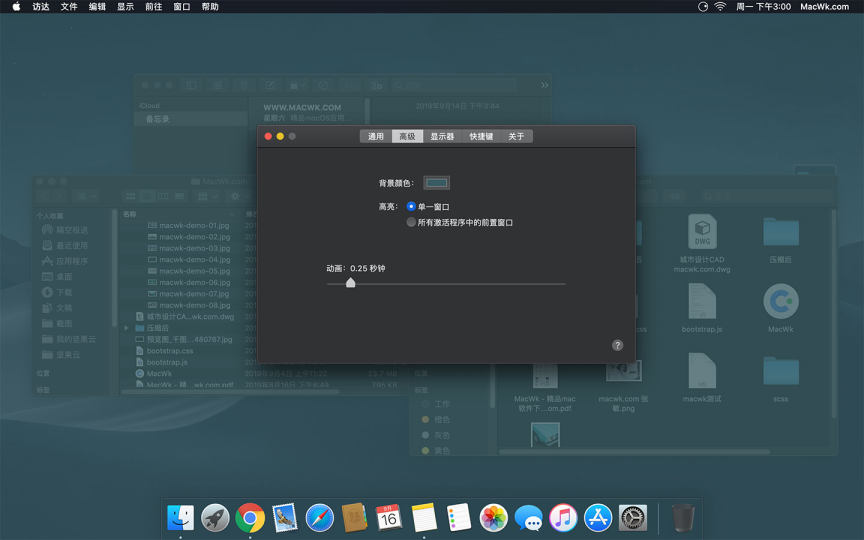 访达 文件 编辑 显示 前往 窗口 帮助
周一 下午3:00 MacWk.com
iCloud
备忘录
WWW.MACWK.COM
星期六 精品macOS应用...
2019年9月14日 下午3:44
通用 高级 显示器 快捷键 关于
背景颜色：
高亮： 单一窗口
所有激活程序中的前置窗口
动画：0.25 秒钟
?
MacWk.com
个人收藏
隔空投送
最近使用
应用程序
桌面
下载
文稿
截图
我的坚果云
坚果云
位置
标签
名称
macwk-demo-01.jpg
macwk-demo-02.jpg
macwk-demo-03.jpg
macwk-demo-04.jpg
macwk-demo-05.jpg
macwk-demo-06.jpg
macwk-demo-07.jpg
macwk-demo-08.jpg
城市设计CA...wk.com.dwg
压缩后
预览图_千图...480767.jpg
bootstrap.css
bootstrap.js
MacWk
MacWk - 精...wk.com.pdf
2019年9月4日 上午11:22 23.7 MB
2019年8月16日 下午6:49 795 KB
DWG
城市设计CAD
macwk.com.dwg
压缩后
bootstrap.js
MacWk
MacWk - 精品mac
软件下...om.pdf
macwk.com 截
macwk测试
scss
位置
标签
工作
橙色
灰色
黄色
9月
16